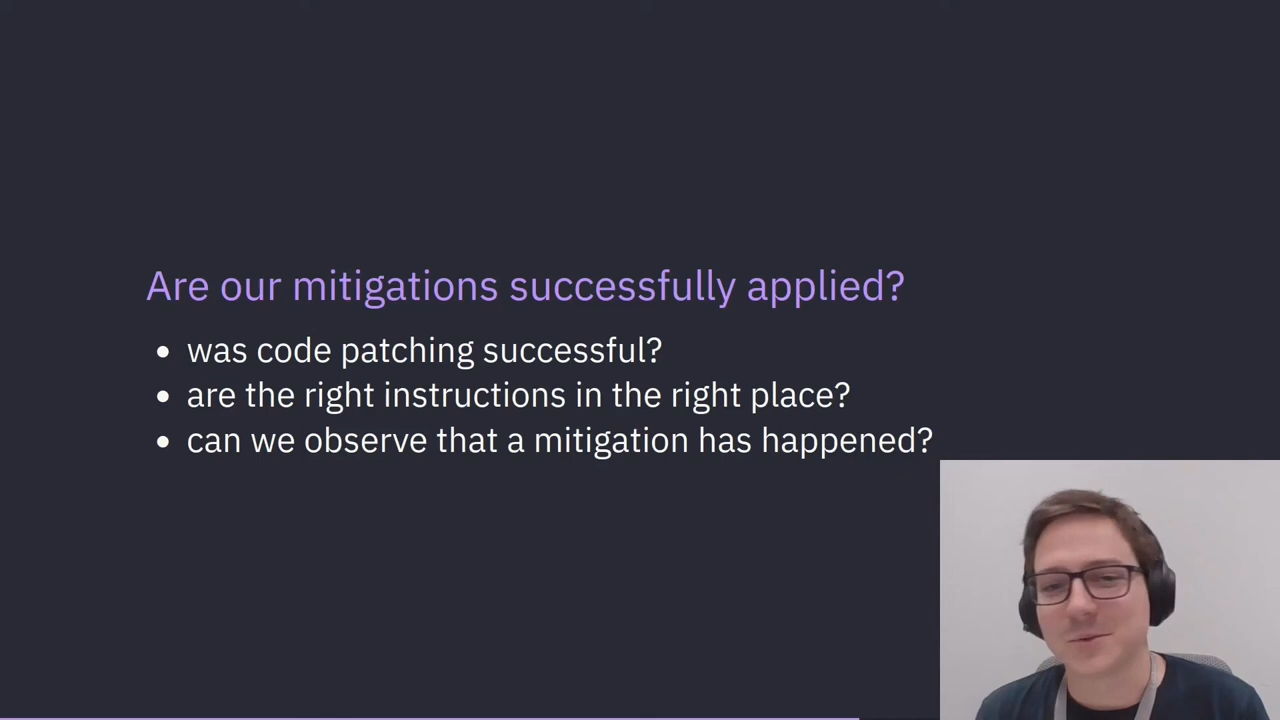 Are our mitigations successfully applied?
• was code patching successful?
• are the right instructions in the right place?
• can we observe that a mitigation has happened?